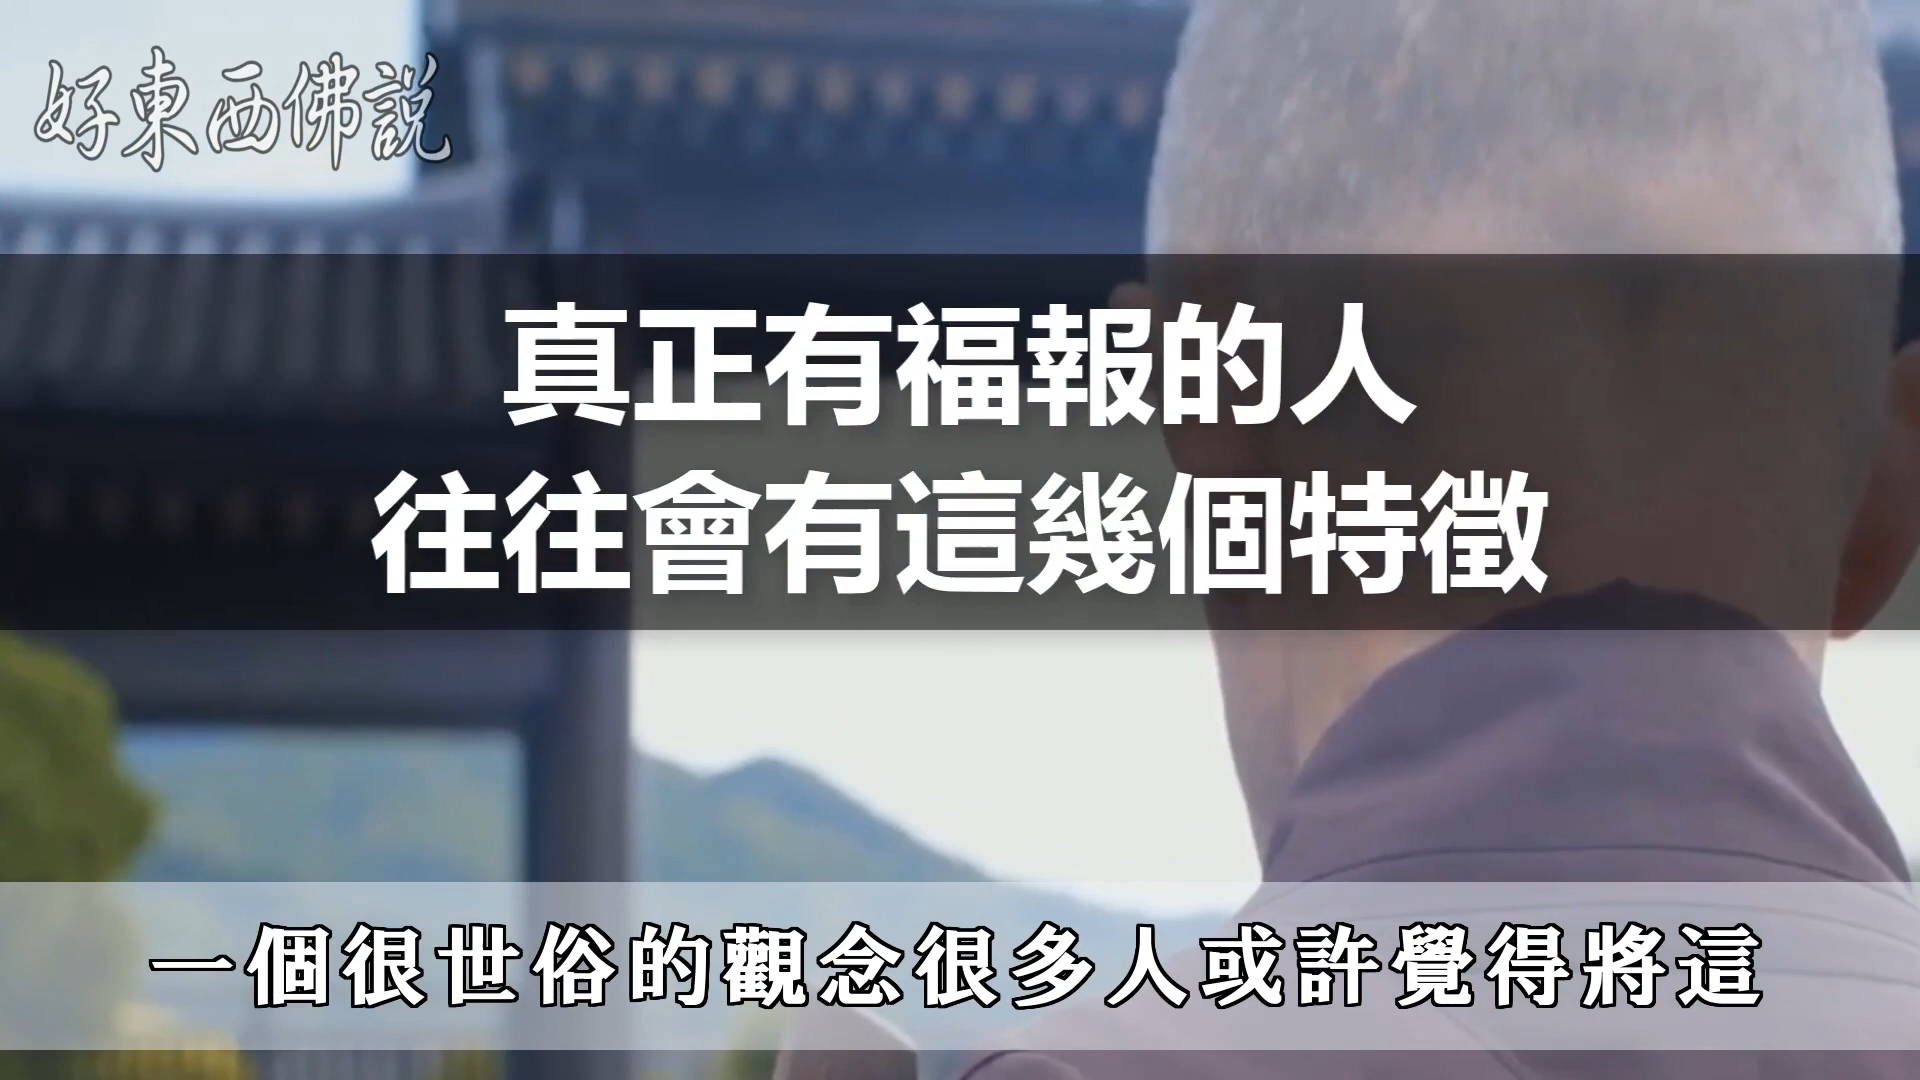 好東西佛説
真正有福報的人
往往會有這幾個特徵
一個很世俗的觀念很多人或許覺得將這